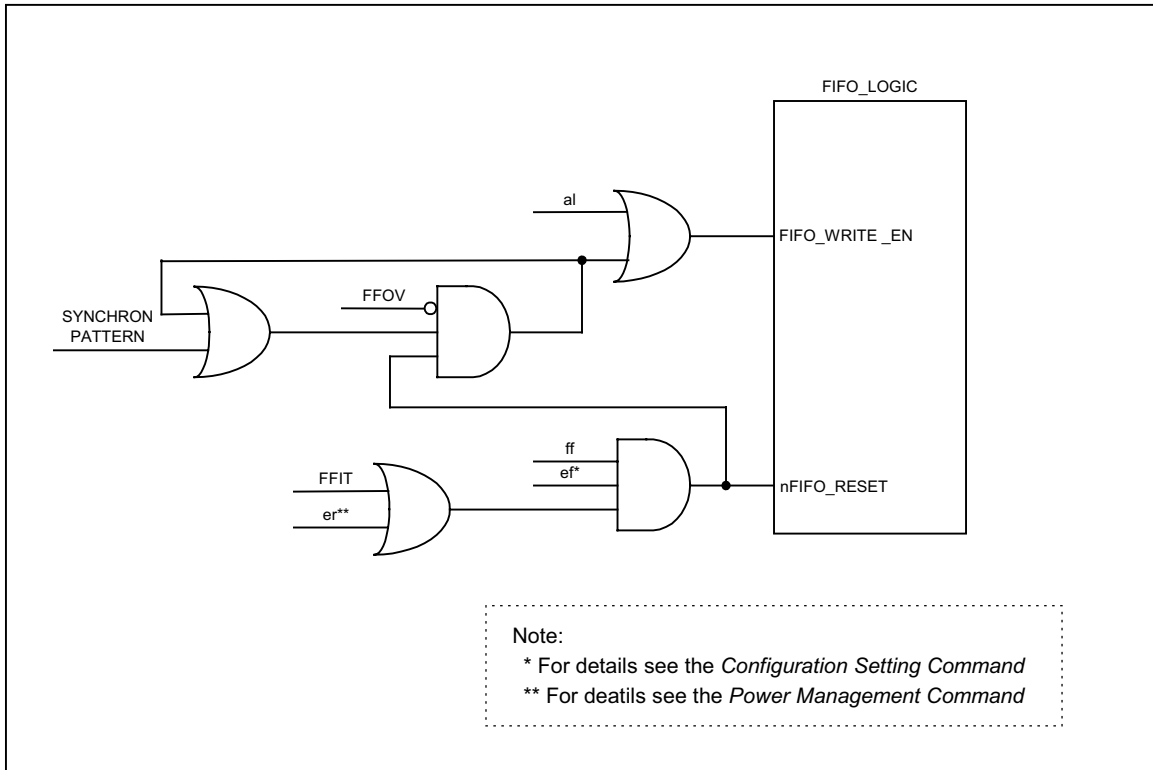 FIFO_LOGIC
al
FIFO_WRITE _EN
FFOV
SYNCHRON
PATTERN
ff
ef*
FFIT
er**
nFIFO_RESET
Note:
* For details see the Configuration Setting Command
** For deatils see the Power Management Command